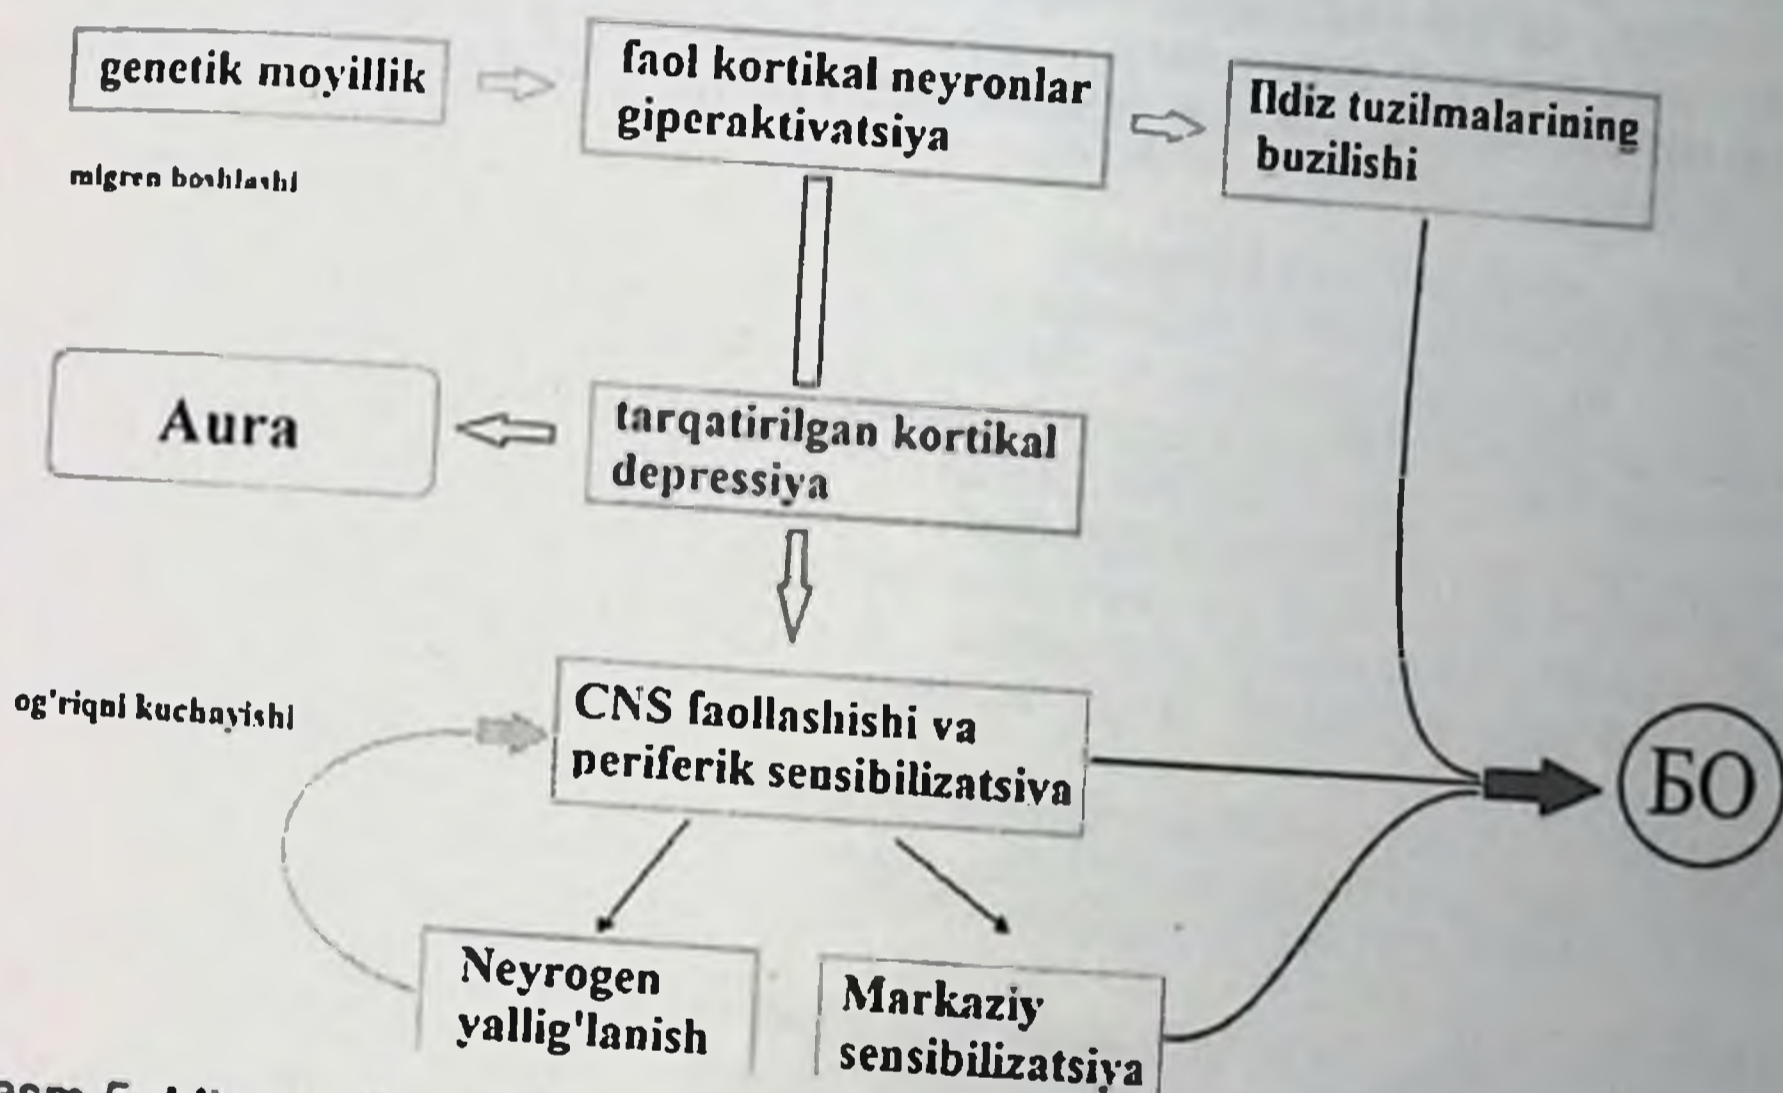 genetik moyillik
faol kortikal neyronlar
giperaktivatsiya
Ildiz tuzilmalarining
buzilishi
migren boshlashi
Aura
tarqatirilgan kortikal
depressiya
og'riqni kuchayishi
CNS faollashishi va
periferik sensibilizatsiya
БО
Neyrogen
yallig'lanish
Markaziy
sensibilizatsiya